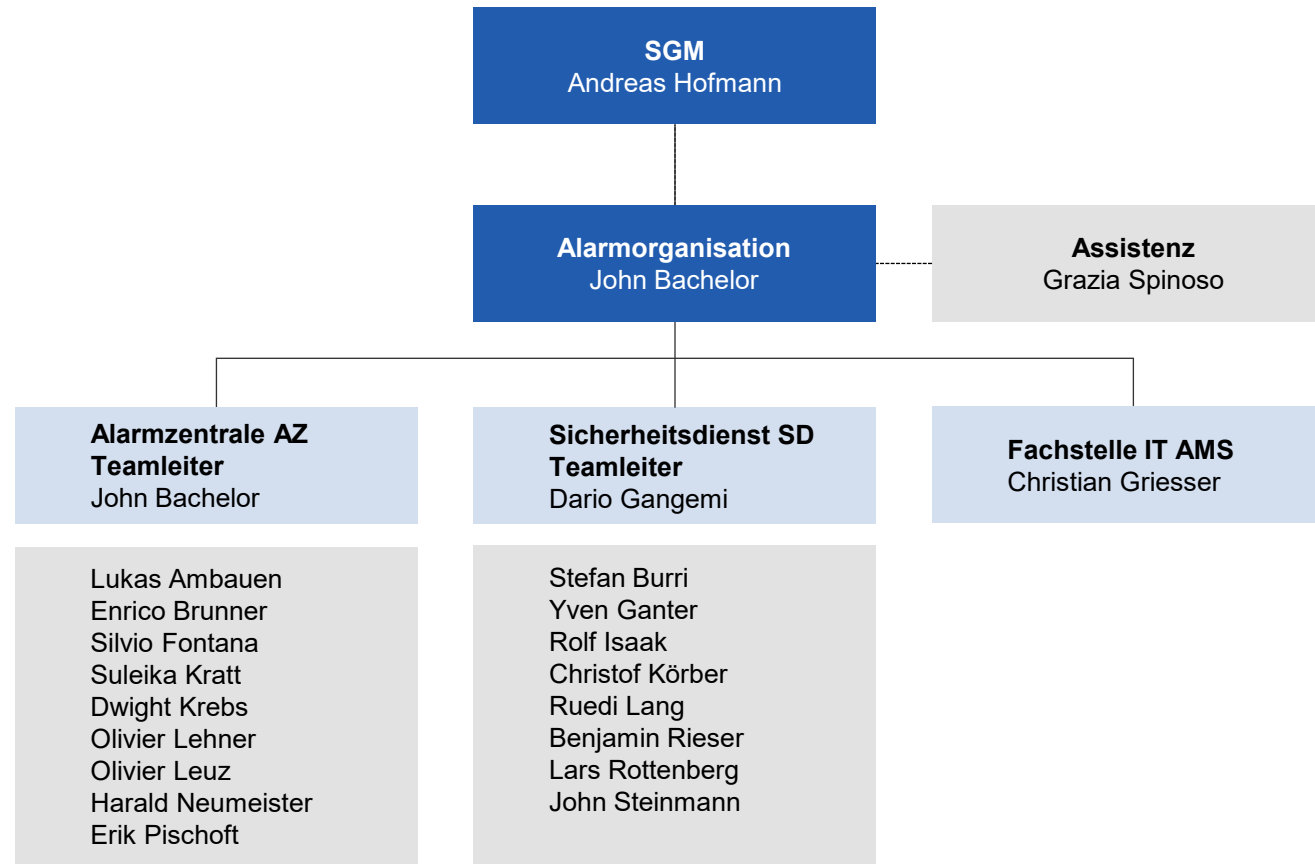 SGM
Andreas Hofmann
Alarmorganisation
John Bachelor
Assistenz
Grazia Spinoso
Alarmzentrale AZ
Teamleiter
John Bachelor
Sicherheitsdienst SD
Teamleiter
Dario Gangemi
Fachstelle IT AMS
Christian Griesser
Lukas Ambauen
Enrico Brunner
Silvio Fontana
Suleika Kratt
Dwight Krebs
Olivier Lehner
Olivier Leuz
Harald Neumeister
Erik Pischoft
Stefan Burri
Yven Ganter
Rolf Isaak
Christof Körber
Ruedi Lang
Benjamin Rieser
Lars Rottenberg
John Steinmann